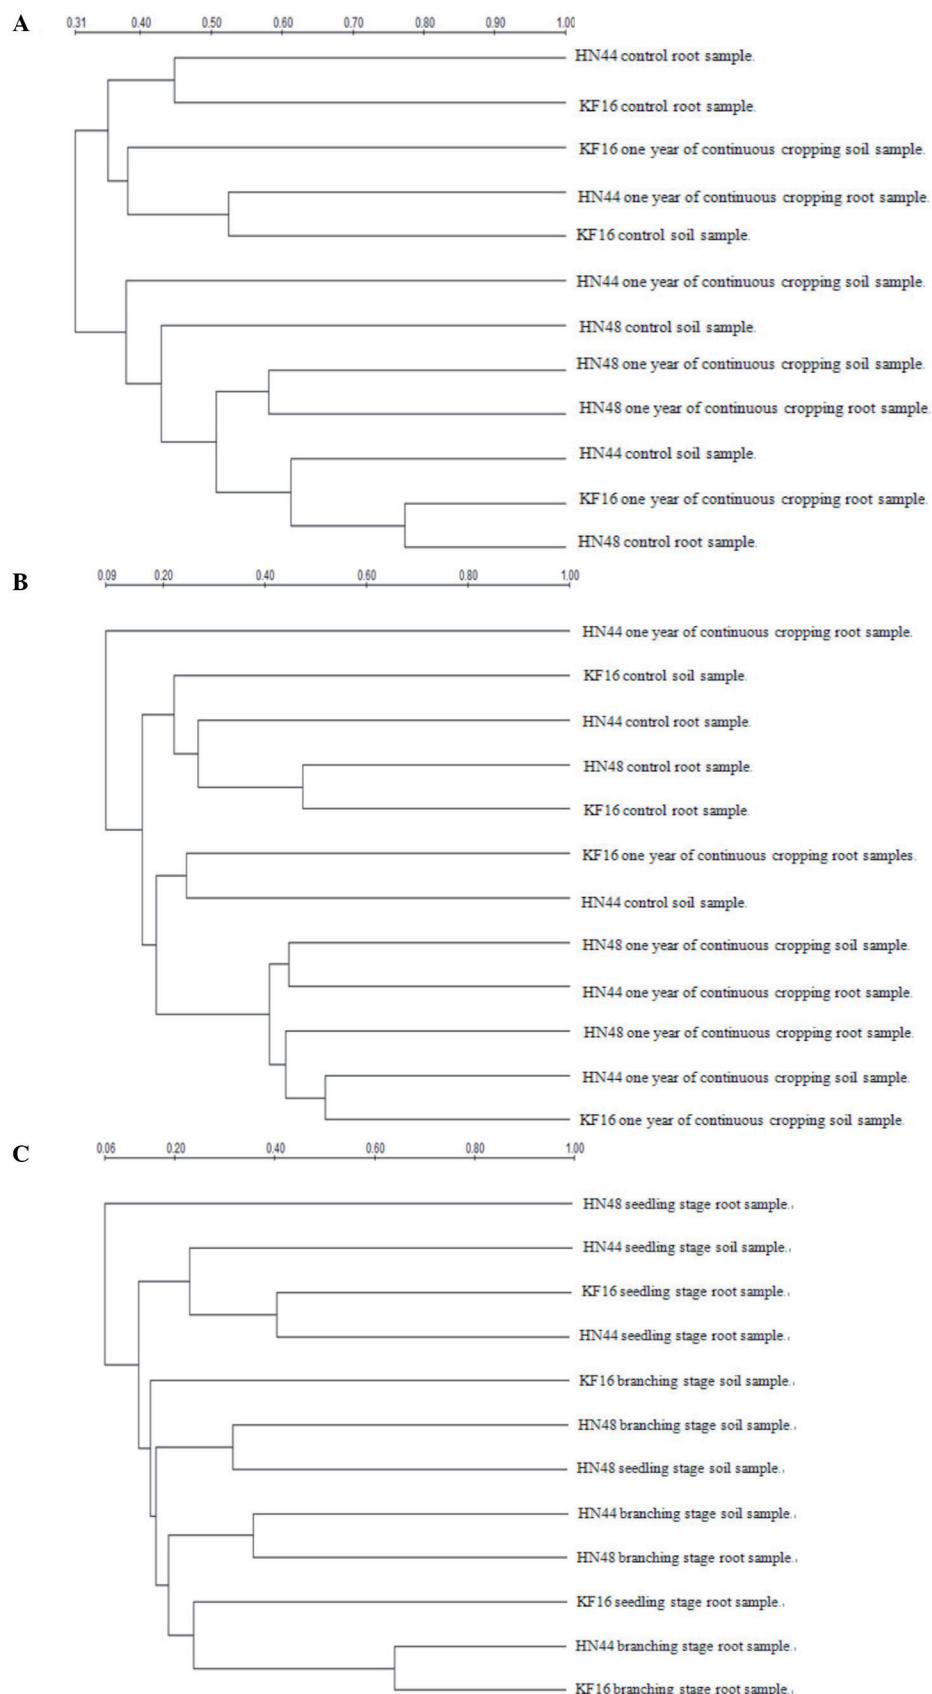 A
0.31 0.40 0.50 0.60 0.70 0.80 0.90 1.00
HN44 control root sample.
KF16 control root sample.
KF16 one year of continuous cropping soil sample.
HN44 one year of continuous cropping root sample.
KF16 control soil sample.
HN44 one year of continuous cropping soil sample.
HN48 control soil sample.
HN48 one year of continuous cropping soil sample.
HN48 one year of continuous cropping root sample.
HN44 control soil sample.
KF16 one year of continuous cropping root sample.
HN48 control root sample.
B
0.09 0.20 0.40 0.60 0.80 1.00
HN44 one year of continuous cropping root sample.
KF16 control soil sample.
HN44 control root sample.
HN48 control root sample.
KF16 control root sample.
KF16 one year of continuous cropping root samples.
HN44 control soil sample.
HN48 one year of continuous cropping soil sample.
HN44 one year of continuous cropping root sample.
HN48 one year of continuous cropping root sample.
HN44 one year of continuous cropping soil sample.
KF16 one year of continuous cropping soil sample.
C
0.06 0.20 0.40 0.60 0.80 1.00
HN48 seedling stage root sample.
HN44 seedling stage soil sample.
KF16 seedling stage root sample.
HN44 seedling stage root sample.
KF16 branching stage soil sample.
HN48 branching stage soil sample.
HN48 seedling stage soil sample.
HN44 branching stage soil sample.
HN48 branching stage root sample.
KF16 seedling stage root sample.
HN44 branching stage root sample.
KF16 branching stage root sample.